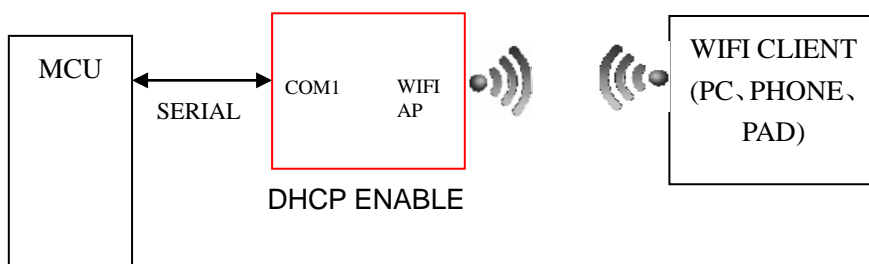 MCU
SERIAL
COM1
WIFI
AP
DHCP ENABLE
WIFI CLIENT
(PC、PHONE、
PAD)